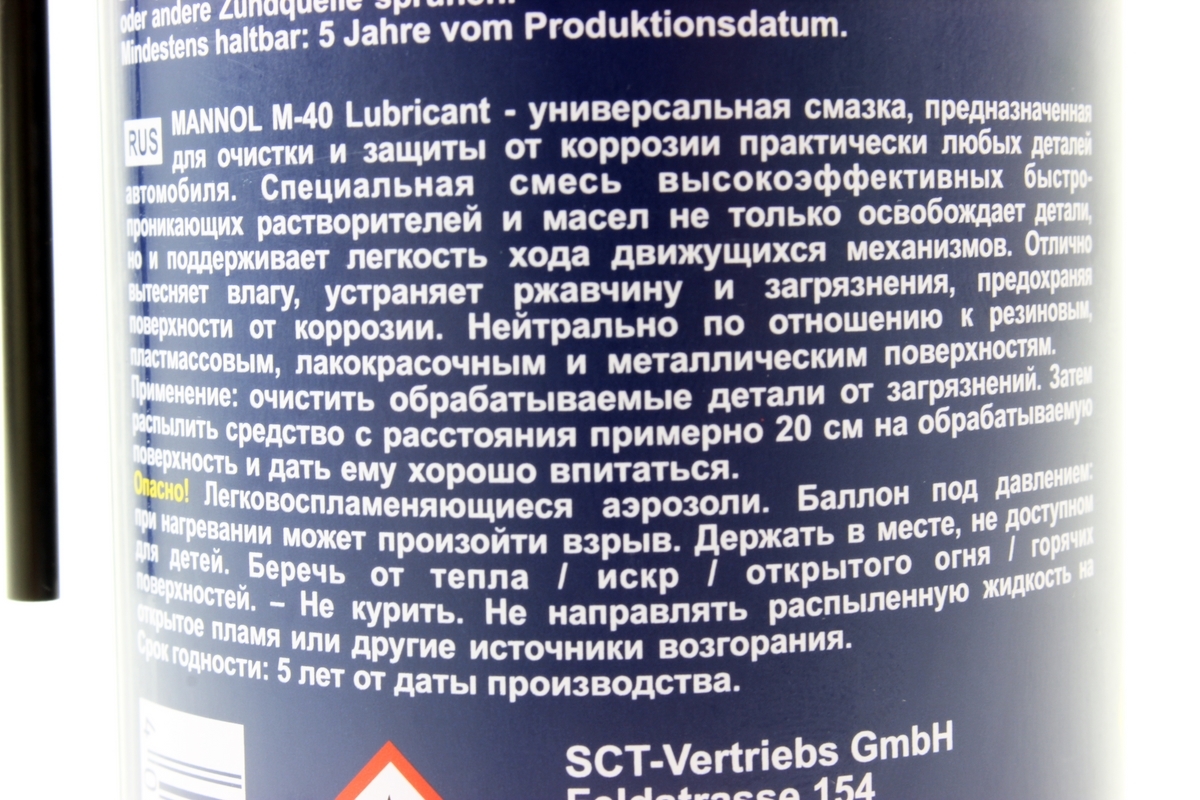 oder andere Zündquelle sprühen.
Mindestens haltbar: 5 Jahre vom Produktionsdatum.
RUS MANNOL M-40 Lubricant - универсальная смазка, предназначенная
для очистки и защиты от коррозии практически любых деталей
автомобиля. Специальная смесь высокоэффективных быстро-
проникающих растворителей и масел не только освобождает детали,
но и поддерживает легкость хода движущихся механизмов. Отлично
вытесняет влагу, устраняет ржавчину и загрязнения, предохраняя
поверхности от коррозии. Нейтрально по отношению к резиновым,
пластмассовым, лакокрасочным и металлическим поверхностям.
Применение: очистить обрабатываемые детали от загрязнений. Затем
распылить средство с расстояния примерно 20 см на обрабатываемую
поверхность и дать ему хорошо впитаться.
Опасно! Легковоспламеняющиеся аэрозоли. Баллон под давлением:
при нагревании может произойти взрыв. Держать в месте, не доступном
для детей. Беречь от тепла / искр / открытого огня / горячих
поверхностей. – Не курить. Не направлять распыленную жидкость на
открытое пламя или другие источники возгорания.
Срок годности: 5 лет от даты производства.
SCT-Vertriebs GmbH
Feldstrasse 154